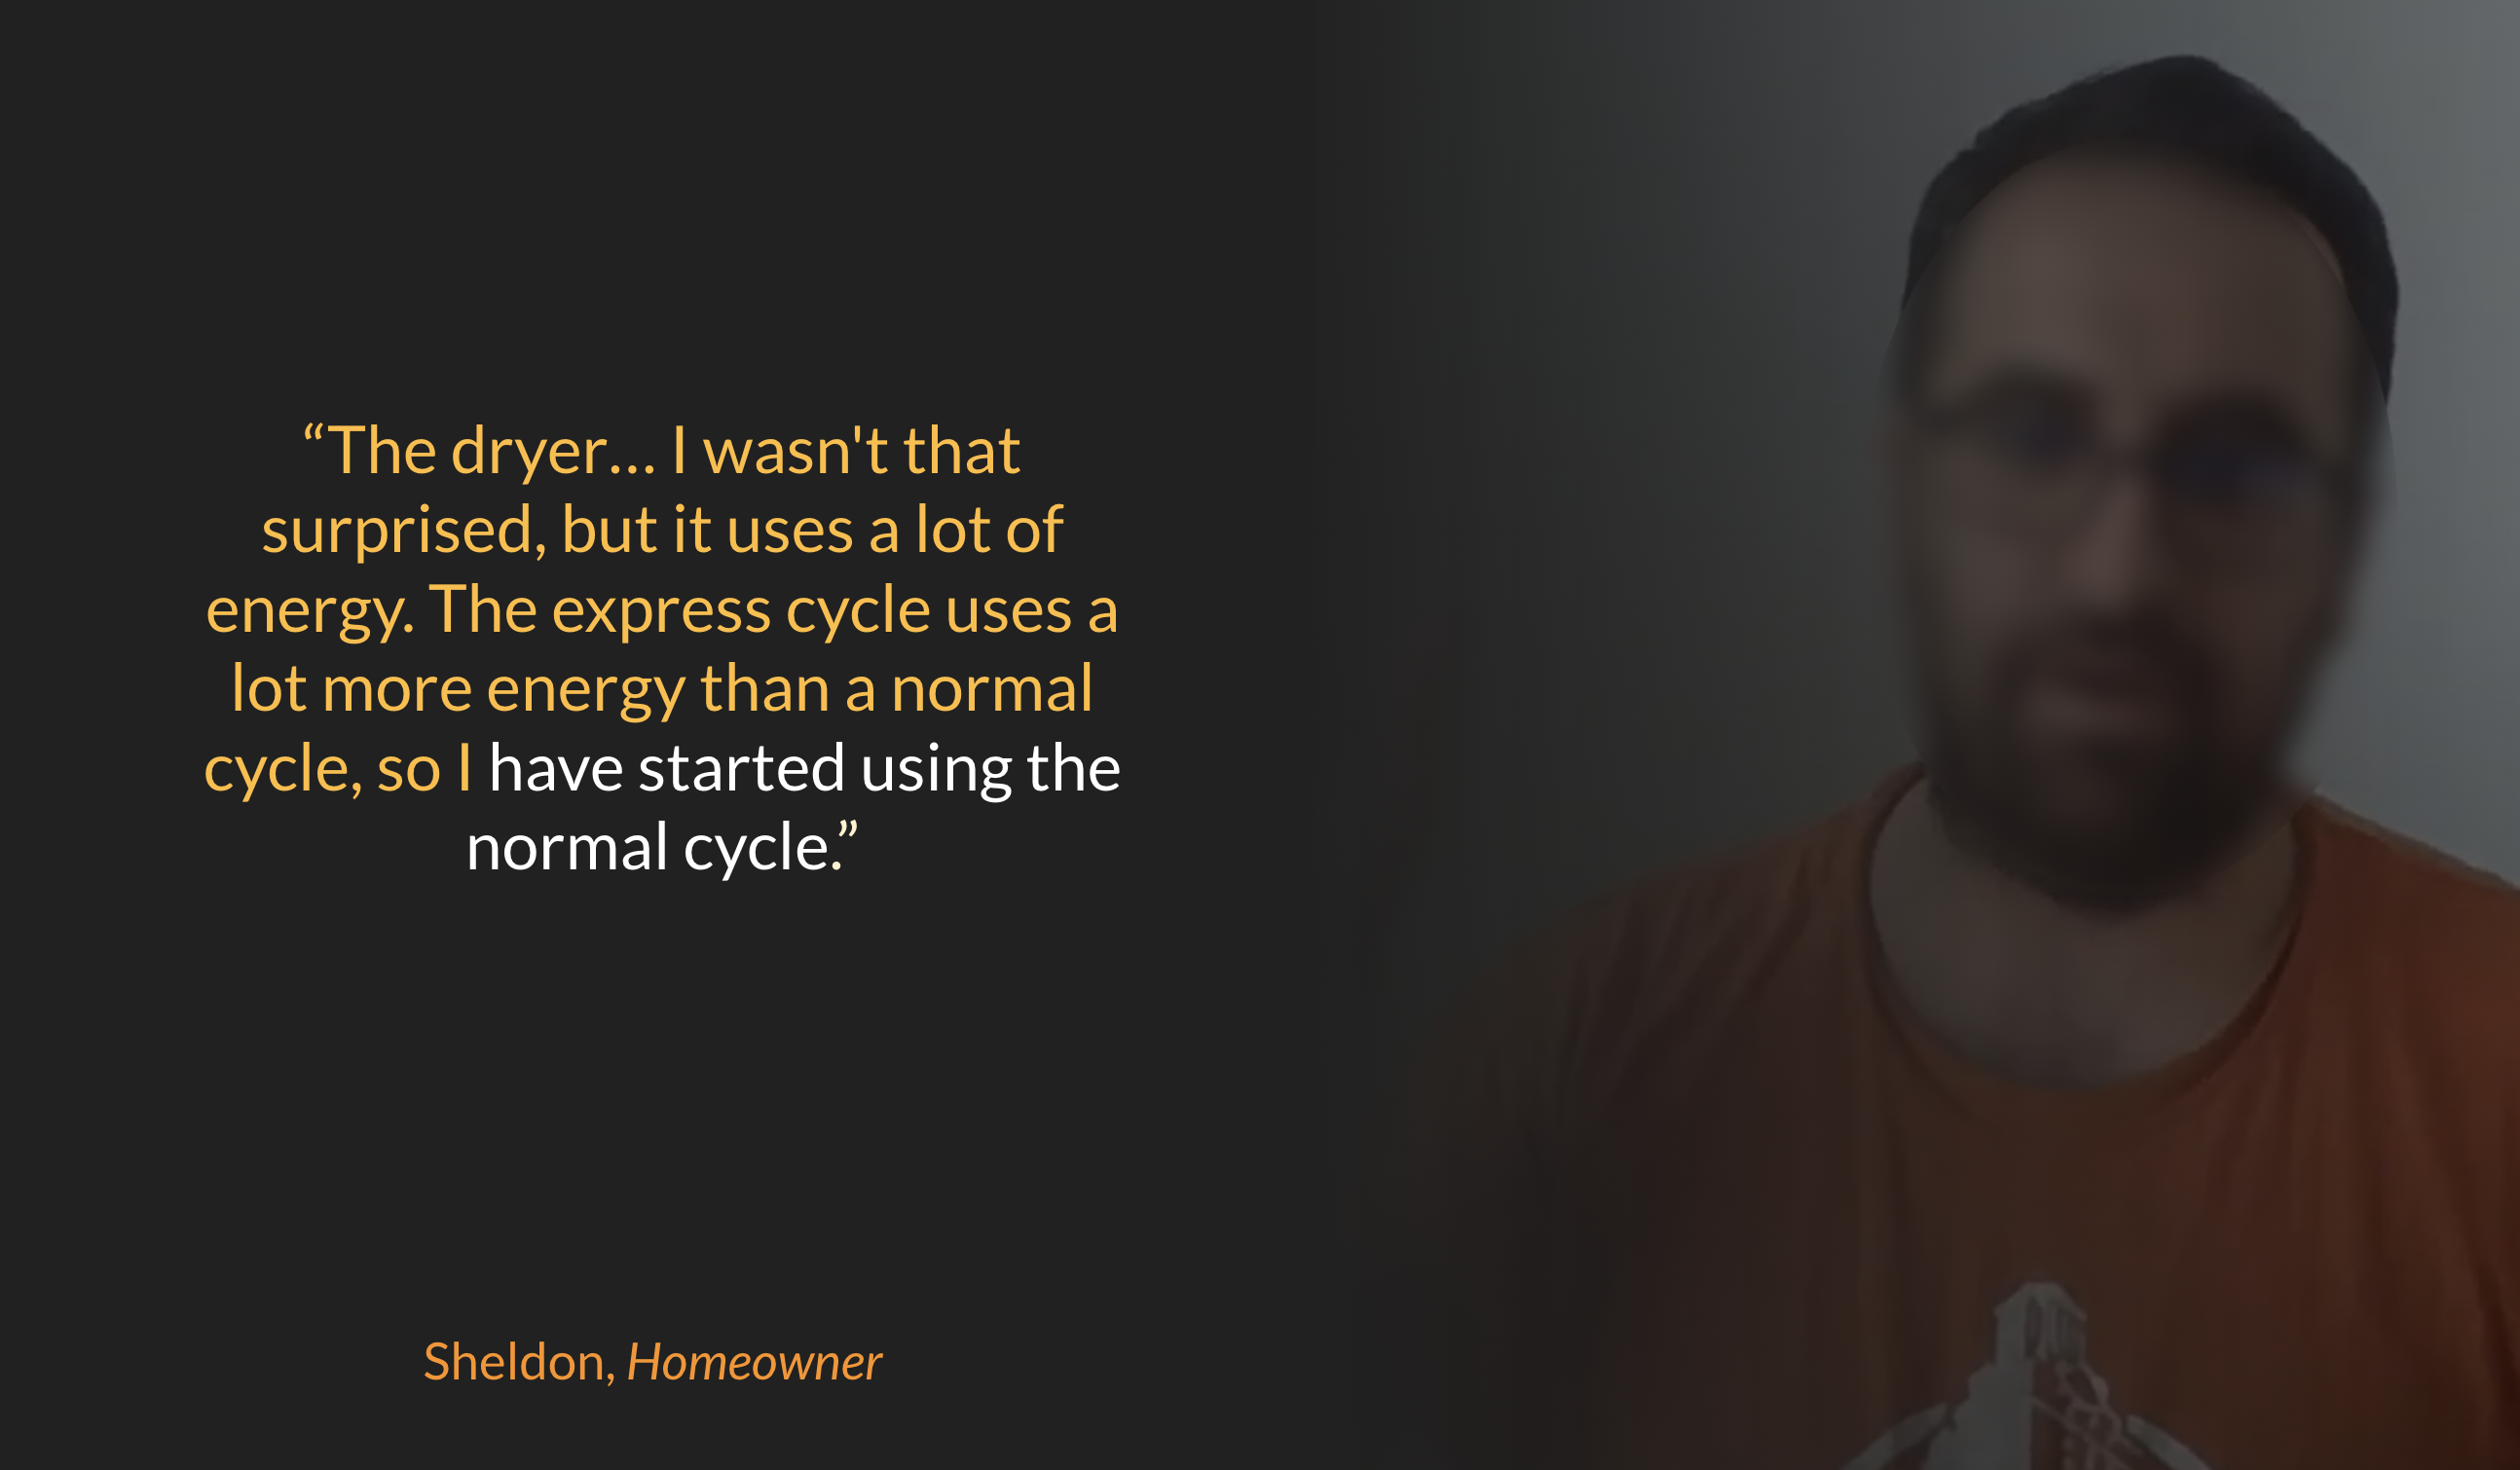 “The dryer... I wasn't that
surprised, but it uses a lot of
energy. The express cycle uses a
lot more energy than a normal
cycle, so I have started using the
normal cycle.”
Sheldon, Homeowner